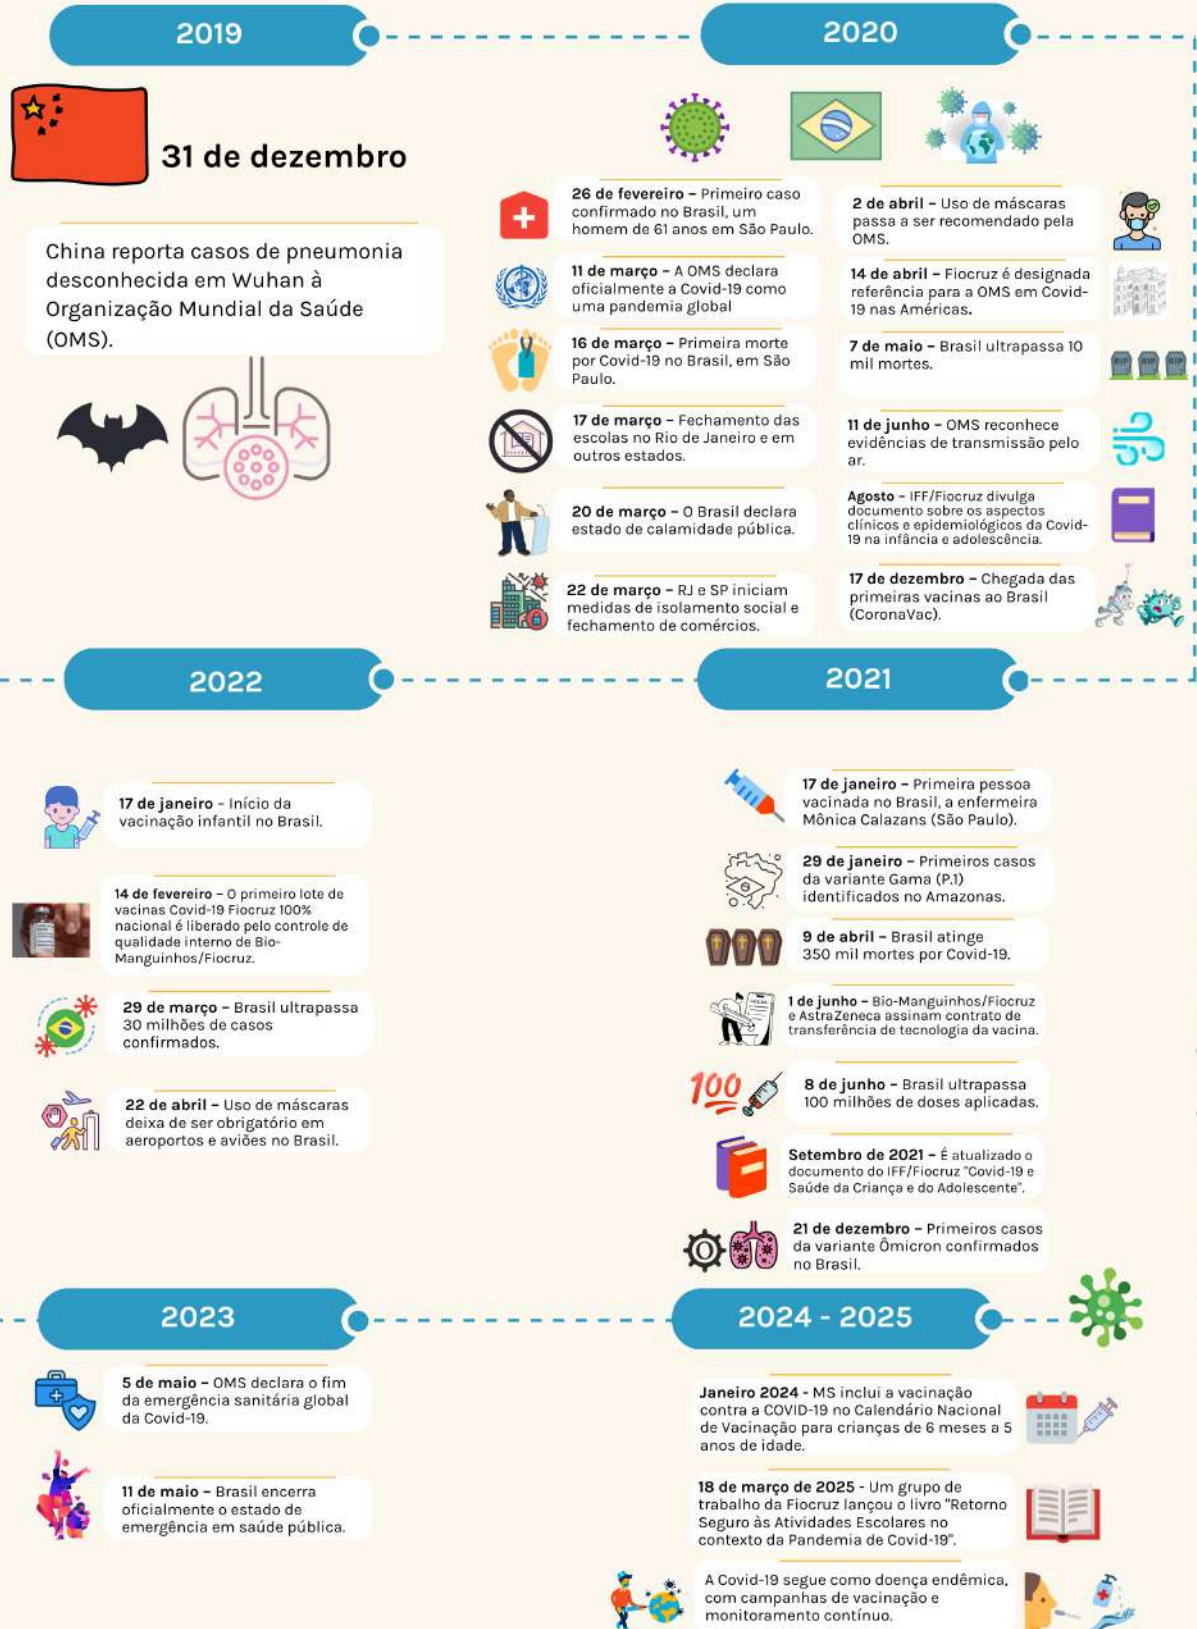 2019
31 de dezembro
China reporta casos de pneumonia
desconhecida em Wuhan à
Organização Mundial da Saúde
(OMS).
2020
26 de fevereiro – Primeiro caso
confirmado no Brasil, um
homem de 61 anos em São Paulo.
11 de março – A OMS declara
oficialmente a Covid-19 como
uma pandemia global
16 de março – Primeira morte
por Covid-19 no Brasil, em São
Paulo.
17 de março – Fechamento das
escolas no Rio de Janeiro e em
outros estados.
20 de março – O Brasil declara
estado de calamidade pública.
22 de março – RJ e SP iniciam
medidas de isolamento social e
fechamento de comércios.
2 de abril – Uso de máscaras
passa a ser recomendado pela
OMS.
14 de abril – Fiocruz é designada
referência para a OMS em Covid-
19 nas Américas.
7 de maio – Brasil ultrapassa 10
mil mortes.
RIP RIP RIP
11 de junho – OMS reconhece
evidências de transmissão pelo
ar.
Agosto – IFF/Fiocruz divulga
documento sobre os aspectos
clínicos e epidemiológicos da Covid-
19 na infância e adolescência.
17 de dezembro – Chegada das
primeiras vacinas ao Brasil
(CoronaVac).
2021
17 de janeiro – Primeira pessoa
vacinada no Brasil, a enfermeira
Mônica Calazans (São Paulo).
29 de janeiro – Primeiros casos
da variante Gama (P.1)
identificados no Amazonas.
9 de abril – Brasil atinge
350 mil mortes por Covid-19.
1 de junho – Bio-Manguinhos/Fiocruz
e AstraZeneca assinam contrato de
transferência de tecnologia da vacina.
100
8 de junho – Brasil ultrapassa
100 milhões de doses aplicadas.
Setembro de 2021 – É atualizado o
documento do IFF/Fiocruz "Covid-19 e
Saúde da Criança e do Adolescente".
O
21 de dezembro – Primeiros casos
da variante Ômicron confirmados
no Brasil.
2022
17 de janeiro - Início da
vacinação infantil no Brasil.
14 de fevereiro – O primeiro lote de
vacinas Covid-19 Fiocruz 100%
nacional é liberado pelo controle de
qualidade interno de Bio-
Manguinhos/Fiocruz.
29 de março – Brasil ultrapassa
30 milhões de casos
confirmados.
22 de abril – Uso de máscaras
deixa de ser obrigatório em
aeroportos e aviões no Brasil.
2023
5 de maio – OMS declara o fim
da emergência sanitária global
da Covid-19.
11 de maio – Brasil encerra
oficialmente o estado de
emergência em saúde pública.
2024 - 2025
Janeiro 2024 - MS inclui a vacinação
contra a COVID-19 no Calendário Nacional
de Vacinação para crianças de 6 meses a 5
anos de idade.
18 de março de 2025 - Um grupo de
trabalho da Fiocruz lançou o livro "Retorno
Seguro às Atividades Escolares no
contexto da Pandemia de Covid-19".
A Covid-19 segue como doença endêmica,
com campanhas de vacinação e
monitoramento contínuo.